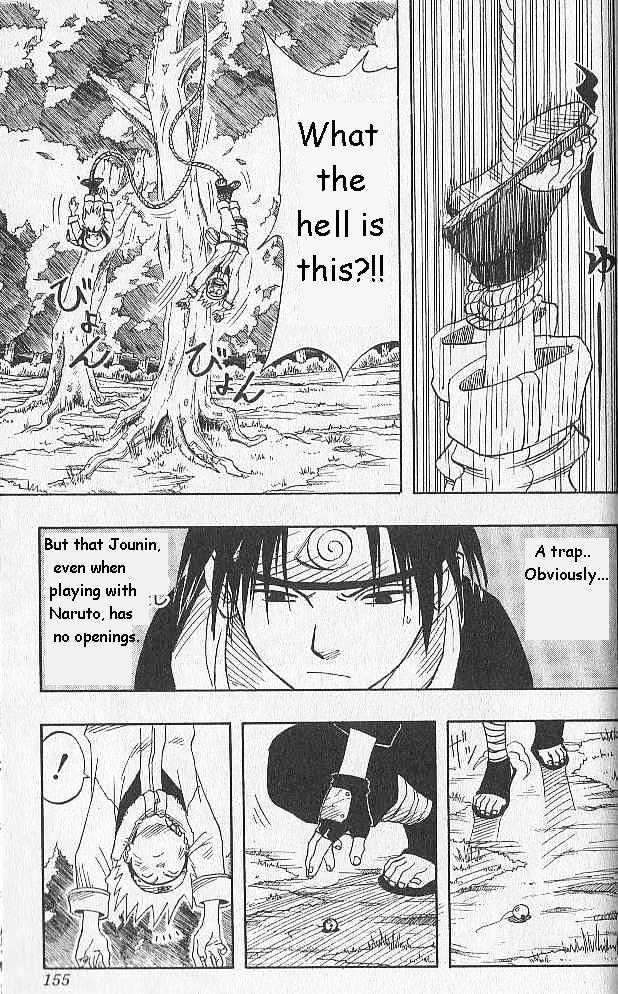 What
the
hell is
this?!!
びょん
びょん
A trap..
Obviously...
But that Jounin,
even when
playing with
Naruto, has
no openings.
!
155